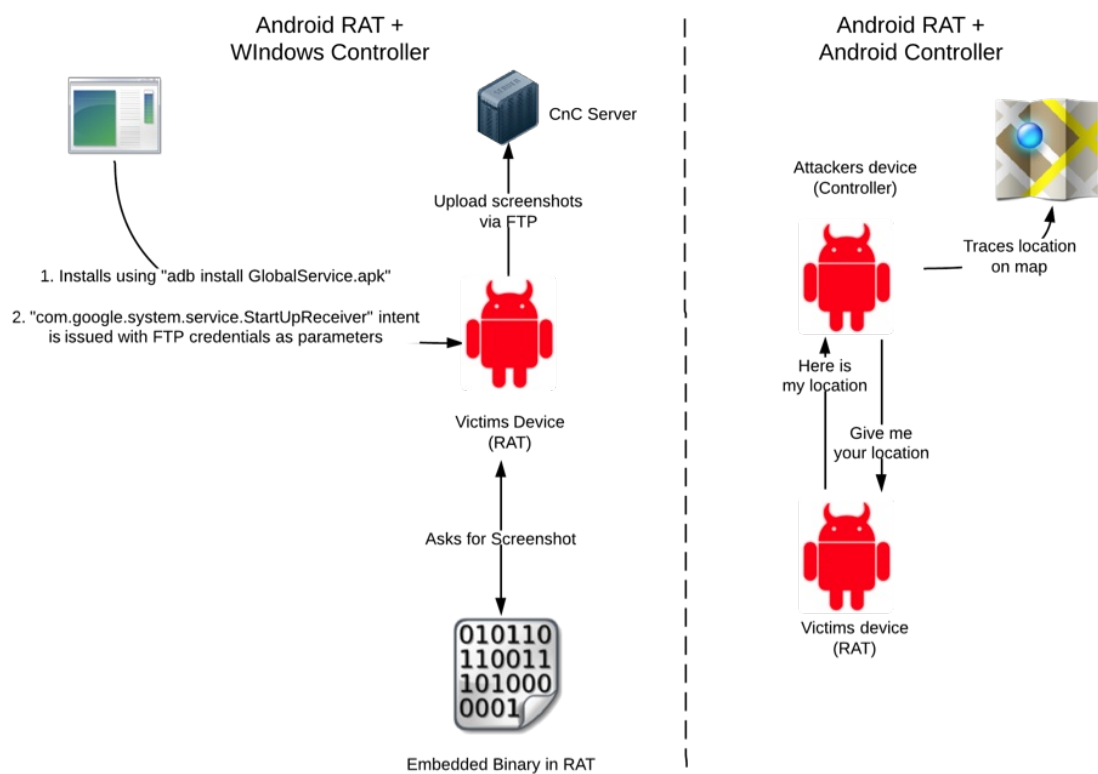 Android RAT +
WIndows Controller
CnC Server
Upload screenshots
via FTP
1. Installs using "adb install GlobalService.apk"
2. "com.google.system.service.StartUpReceiver" intent
is issued with FTP credentials as parameters
Victims Device
(RAT)
Asks for Screenshot
010110
110011
101000
0001
Embedded Binary in RAT
Android RAT +
Android Controller
Attackers device
(Controller)
Traces location
on map
Here is
my location
Give me
your location
Victims device
(RAT)